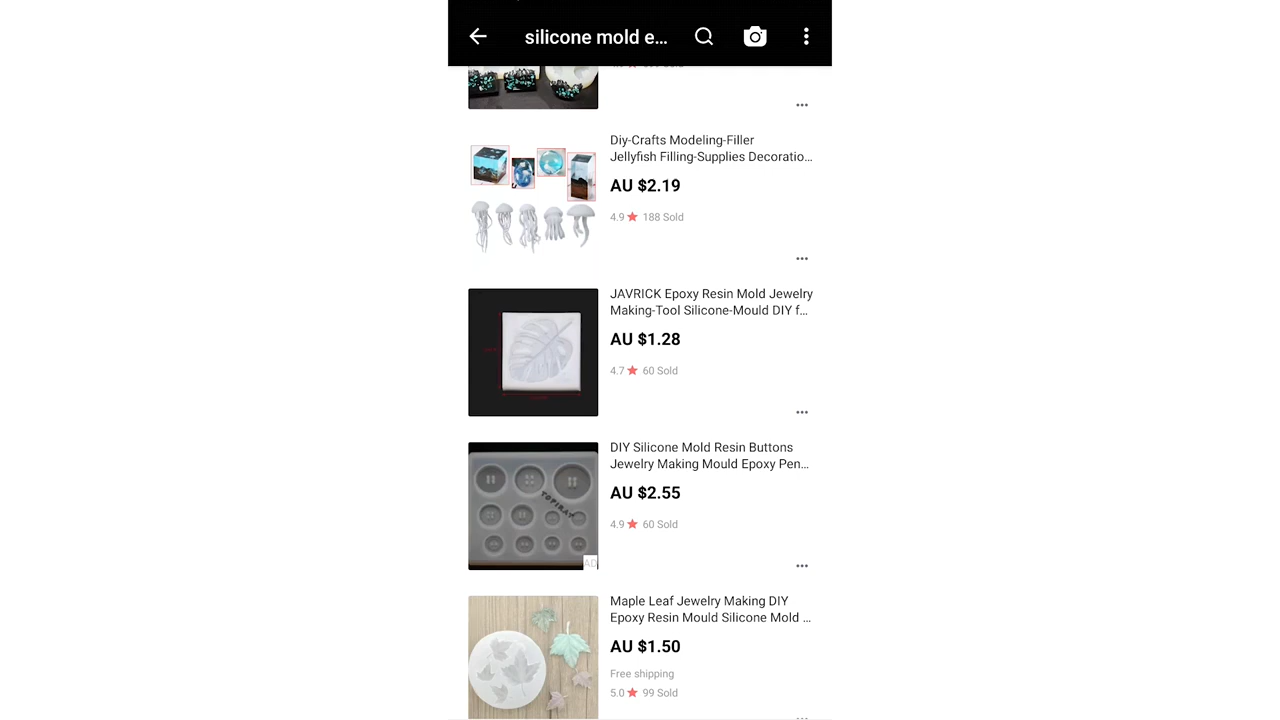 silicone mold e...
Diy-Crafts Modeling-Filler
Jellyfish Filling-Supplies Decoratio...
AU $2.19
4.9★ 188 Sold
JAVRICK Epoxy Resin Mold Jewelry
Making-Tool Silicone-Mould DIY f...
AU $1.28
4.7★ 60 Sold
DIY Silicone Mold Resin Buttons
Jewelry Making Mould Epoxy Pen...
AU $2.55
4.9★ 60 Sold
TOPIRAY
AD
Maple Leaf Jewelry Making DIY
Epoxy Resin Mould Silicone Mold ...
AU $1.50
Free shipping
5.0★ 99 Sold